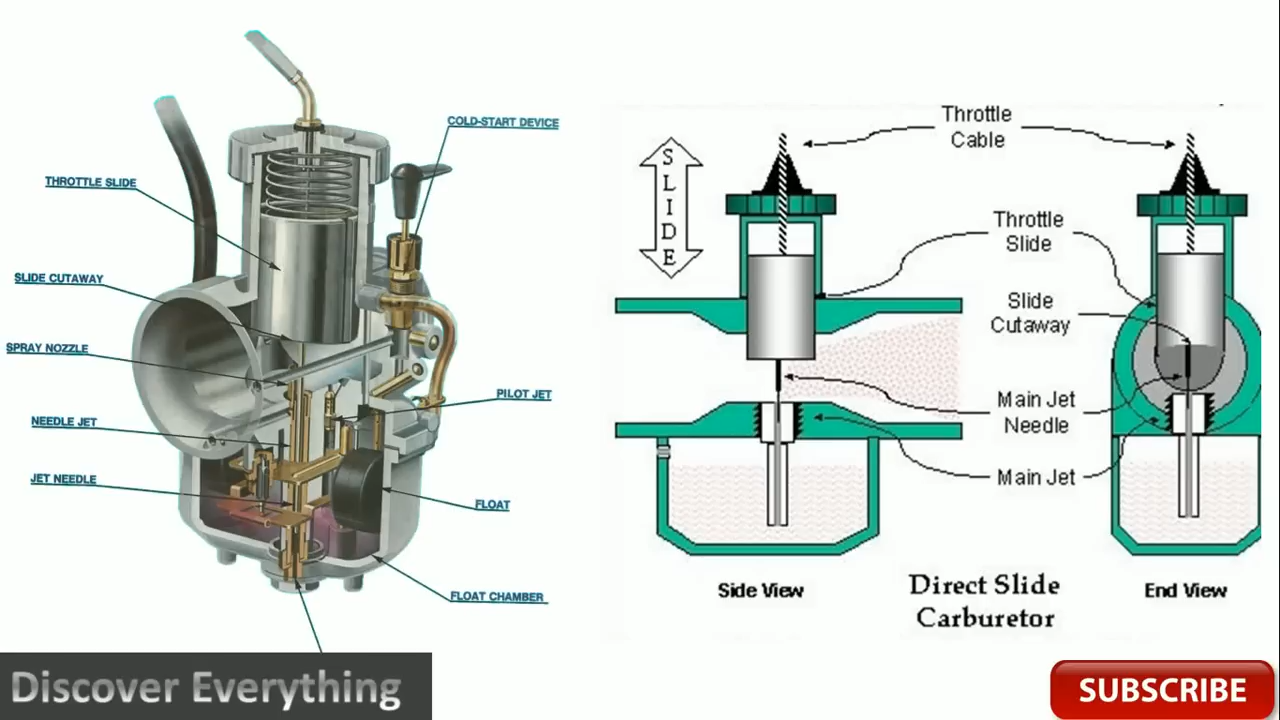 COLD-START DEVICE
THROTTLE SLIDE
SLIDE CUTAWAY
SPRAY NOZZLE
PILOT JET
NEEDLE JET
JET NEEDLE
FLOAT
FLOAT CHAMBER
Throttle
Cable
SLIDE
Throttle
Slide
Slide
Cutaway
Main Jet
Needle
Main Jet
Side View
Direct Slide
Carburetor
End View
Discover Everything
SUBSCRIBE